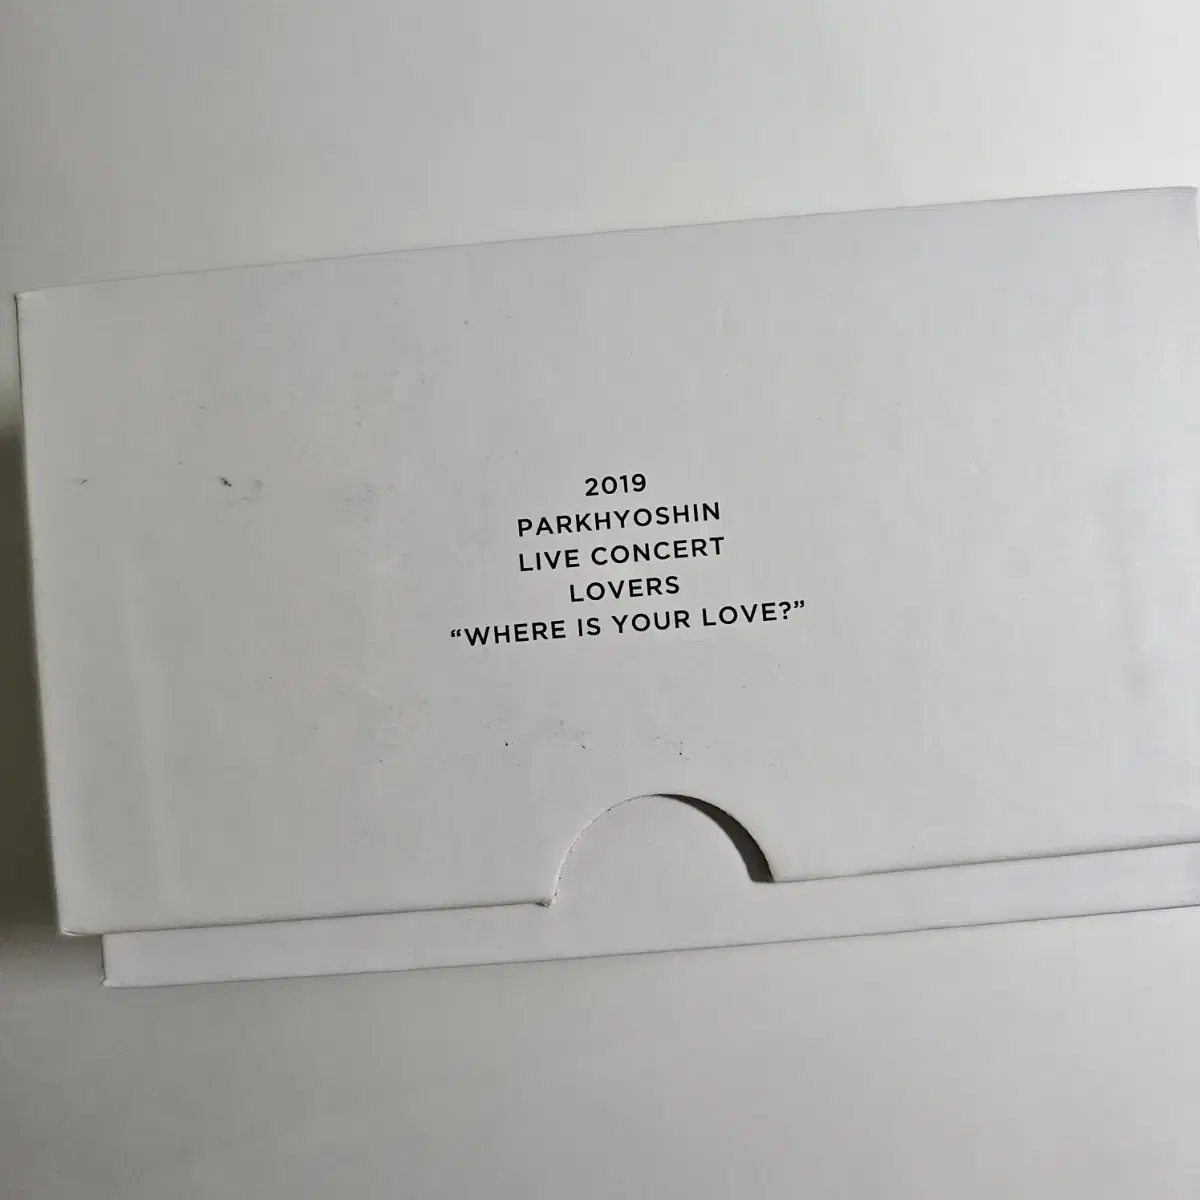 2019
PARKHYOSHIN
LIVE CONCERT
LOVERS
“WHERE IS YOUR LOVE?”